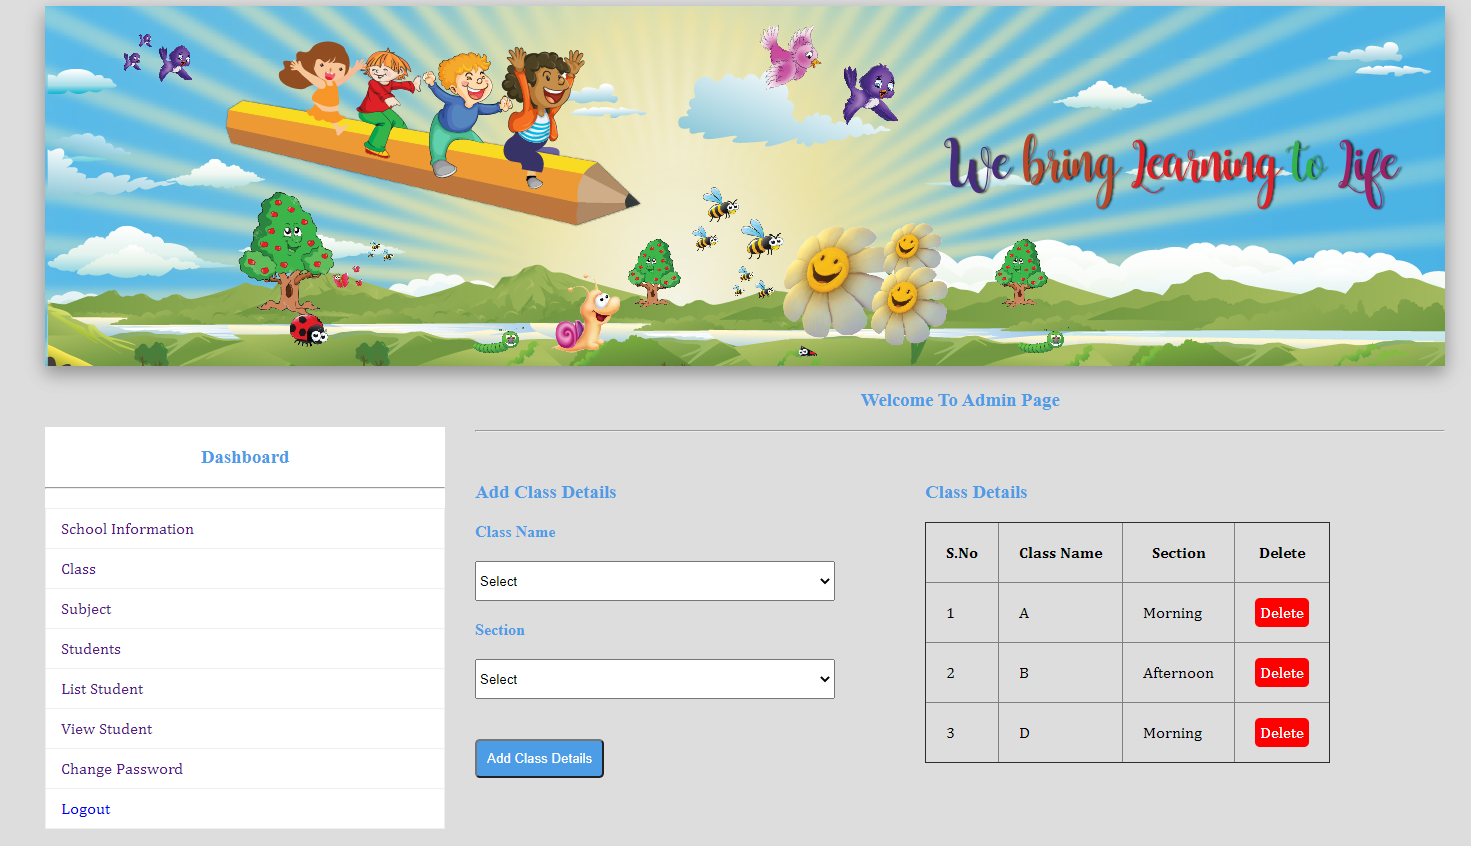 We bring Learning to Life
Welcome To Admin Page
Dashboard
School Information
Class
Subject
Students
List Student
View Student
Change Password
Logout
Add Class Details
Class Name
Select
Section
Select
Add Class Details
Class Details
S.No Class Name Section Delete
1 A Morning Delete
2 B Afternoon Delete
3 D Morning Delete